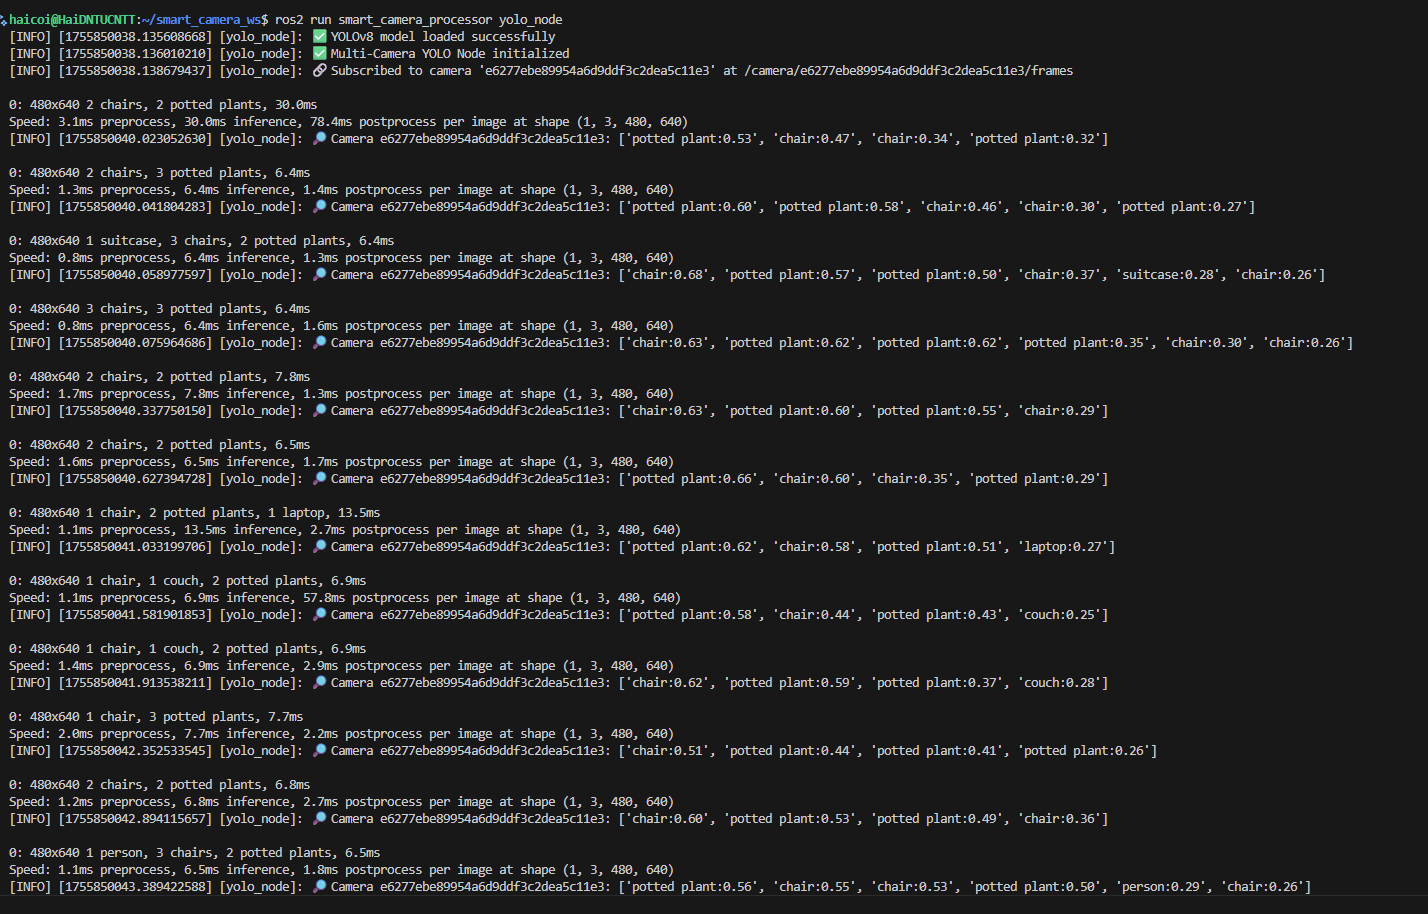 haicoi@HaiDNTUCNTT:~/smart_camera_ws$ ros2 run smart_camera_processor yolo_node
[INFO] [1755850038.135608668] [yolo_node]: ✅ YOLOv8 model loaded successfully
[INFO] [1755850038.136010210] [yolo_node]: ✅ Multi-Camera YOLO Node initialized
[INFO] [1755850038.138679437] [yolo_node]: 🔗 Subscribed to camera 'e6277ebe89954a6d9ddf3c2dea5c11e3' at /camera/e6277ebe89954a6d9ddf3c2dea5c11e3/frames
0: 480x640 2 chairs, 2 potted plants, 30.0ms
Speed: 3.1ms preprocess, 30.0ms inference, 78.4ms postprocess per image at shape (1, 3, 480, 640)
[INFO] [1755850040.023052630] [yolo_node]: 🔎 Camera e6277ebe89954a6d9ddf3c2dea5c11e3: ['potted plant:0.53', 'chair:0.47', 'chair:0.34', 'potted plant:0.32']
0: 480x640 2 chairs, 3 potted plants, 6.4ms
Speed: 1.3ms preprocess, 6.4ms inference, 1.4ms postprocess per image at shape (1, 3, 480, 640)
[INFO] [1755850040.041804283] [yolo_node]: 🔎 Camera e6277ebe89954a6d9ddf3c2dea5c11e3: ['potted plant:0.60', 'potted plant:0.58', 'chair:0.46', 'chair:0.30', 'potted plant:0.27']
0: 480x640 1 suitcase, 3 chairs, 2 potted plants, 6.4ms
Speed: 0.8ms preprocess, 6.4ms inference, 1.3ms postprocess per image at shape (1, 3, 480, 640)
[INFO] [1755850040.058977597] [yolo_node]: 🔎 Camera e6277ebe89954a6d9ddf3c2dea5c11e3: ['chair:0.68', 'potted plant:0.57', 'potted plant:0.50', 'chair:0.37', 'suitcase:0.28', 'chair:0.26']
0: 480x640 3 chairs, 3 potted plants, 6.4ms
Speed: 0.8ms preprocess, 6.4ms inference, 1.6ms postprocess per image at shape (1, 3, 480, 640)
[INFO] [1755850040.075964686] [yolo_node]: 🔎 Camera e6277ebe89954a6d9ddf3c2dea5c11e3: ['chair:0.63', 'potted plant:0.62', 'potted plant:0.62', 'potted plant:0.35', 'chair:0.30', 'chair:0.26']
0: 480x640 2 chairs, 2 potted plants, 7.8ms
Speed: 1.7ms preprocess, 7.8ms inference, 1.3ms postprocess per image at shape (1, 3, 480, 640)
[INFO] [1755850040.337750150] [yolo_node]: 🔎 Camera e6277ebe89954a6d9ddf3c2dea5c11e3: ['chair:0.63', 'potted plant:0.60', 'potted plant:0.55', 'chair:0.29']
0: 480x640 2 chairs, 2 potted plants, 6.5ms
Speed: 1.6ms preprocess, 6.5ms inference, 1.7ms postprocess per image at shape (1, 3, 480, 640)
[INFO] [1755850040.627394728] [yolo_node]: 🔎 Camera e6277ebe89954a6d9ddf3c2dea5c11e3: ['potted plant:0.66', 'chair:0.60', 'chair:0.35', 'potted plant:0.29']
0: 480x640 1 chair, 2 potted plants, 1 laptop, 13.5ms
Speed: 1.1ms preprocess, 13.5ms inference, 2.7ms postprocess per image at shape (1, 3, 480, 640)
[INFO] [1755850041.033199706] [yolo_node]: 🔎 Camera e6277ebe89954a6d9ddf3c2dea5c11e3: ['potted plant:0.62', 'chair:0.58', 'potted plant:0.51', 'laptop:0.27']
0: 480x640 1 chair, 1 couch, 2 potted plants, 6.9ms
Speed: 1.1ms preprocess, 6.9ms inference, 57.8ms postprocess per image at shape (1, 3, 480, 640)
[INFO] [1755850041.581901853] [yolo_node]: 🔎 Camera e6277ebe89954a6d9ddf3c2dea5c11e3: ['potted plant:0.58', 'chair:0.44', 'potted plant:0.43', 'couch:0.25']
0: 480x640 1 chair, 1 couch, 2 potted plants, 6.9ms
Speed: 1.4ms preprocess, 6.9ms inference, 2.9ms postprocess per image at shape (1, 3, 480, 640)
[INFO] [1755850041.913538211] [yolo_node]: 🔎 Camera e6277ebe89954a6d9ddf3c2dea5c11e3: ['chair:0.62', 'potted plant:0.59', 'potted plant:0.37', 'couch:0.28']
0: 480x640 1 chair, 3 potted plants, 7.7ms
Speed: 2.0ms preprocess, 7.7ms inference, 2.2ms postprocess per image at shape (1, 3, 480, 640)
[INFO] [1755850042.352533545] [yolo_node]: 🔎 Camera e6277ebe89954a6d9ddf3c2dea5c11e3: ['chair:0.51', 'potted plant:0.44', 'potted plant:0.41', 'potted plant:0.26']
0: 480x640 2 chairs, 2 potted plants, 6.8ms
Speed: 1.2ms preprocess, 6.8ms inference, 2.7ms postprocess per image at shape (1, 3, 480, 640)
[INFO] [1755850042.894115657] [yolo_node]: 🔎 Camera e6277ebe89954a6d9ddf3c2dea5c11e3: ['chair:0.60', 'potted plant:0.53', 'potted plant:0.49', 'chair:0.36']
0: 480x640 1 person, 3 chairs, 2 potted plants, 6.5ms
Speed: 1.1ms preprocess, 6.5ms inference, 1.8ms postprocess per image at shape (1, 3, 480, 640)
[INFO] [1755850043.389422588] [yolo_node]: 🔎 Camera e6277ebe89954a6d9ddf3c2dea5c11e3: ['potted plant:0.56', 'chair:0.55', 'chair:0.53', 'potted plant:0.50', 'person:0.29', 'chair:0.26']